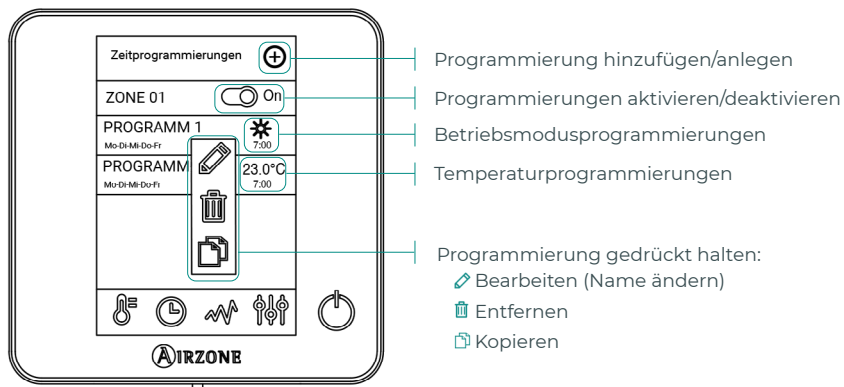 Zeitprogrammierungen
Programmierung hinzufügen/anlegen
ZONE 01 On
Programmierungen aktivieren/deaktivieren
PROGRAMM 1
Mo-Di-Mi-Do-Fr 7:00
Betriebsmodusprogrammierungen
PROGRAMM 23.0°C
Mo-Di-Mi-Do-Fr 7:00
Temperaturprogrammierungen
Programmierung gedrückt halten:
Bearbeiten (Name ändern)
Entfernen
Kopieren
AIRZONE